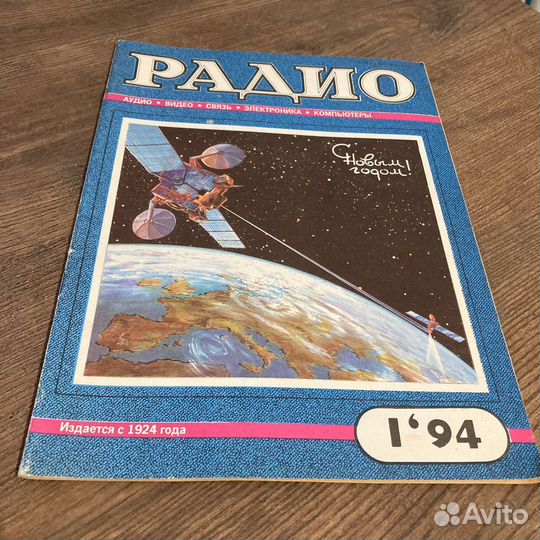 РАДИО
АУДИО • ВИДЕО • СВЯЗЬ • ЭЛЕКТРОНИКА • КОМПЬЮТЕРЫ
С Новым
годом!
Издается с 1924 года
1'94
Avito